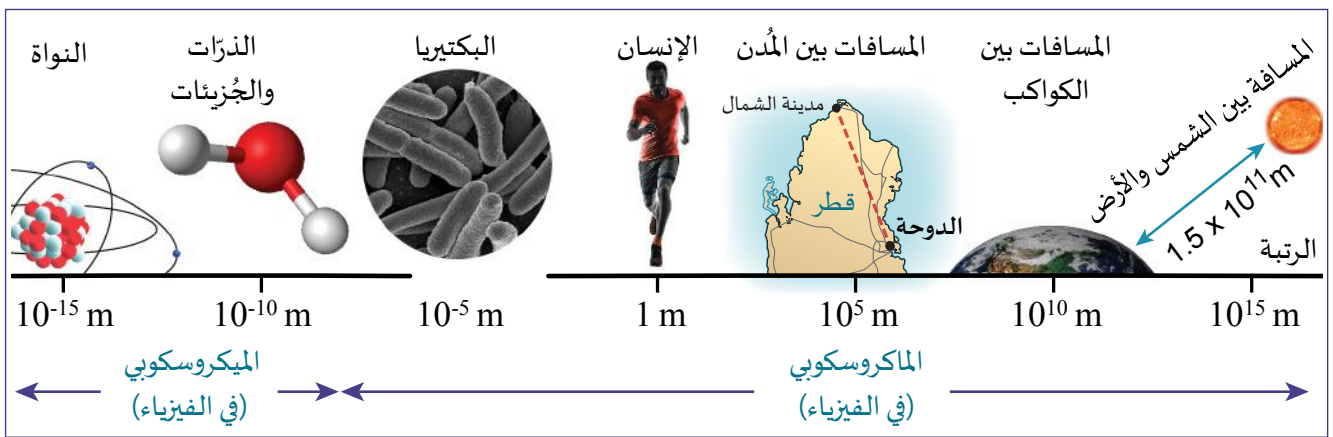 النواة
الذرّات
والجُزيئات
البكتيريا
الإنسان
المسافات بين المُدن
المسافات بين
الكواكب
المسافة بين الشمس والأرض
1.5 x 10¹¹m
مدينة الشمال
قطر
الدوحة
الرتبة
10⁻¹⁵ m
10⁻¹⁰ m
10⁻⁵ m
1 m
10⁵ m
10¹⁰ m
10¹⁵ m
الميكروسكوبي
(في الفيزياء)
الماكروسكوبي
(في الفيزياء)